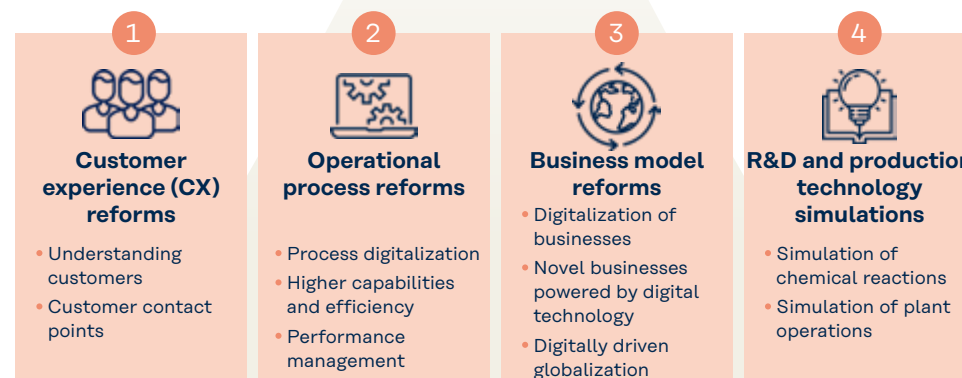 1
Customer
experience (CX)
reforms
• Understanding
customers
• Customer contact
points
2
Operational
process reforms
• Process digitalization
• Higher capabilities
and efficiency
• Performance
management
3
Business model
reforms
• Digitalization of
businesses
• Novel businesses
powered by digital
technology
• Digitally driven
globalization
4
R&D and production
technology
simulations
• Simulation of
chemical reactions
• Simulation of plant
operations